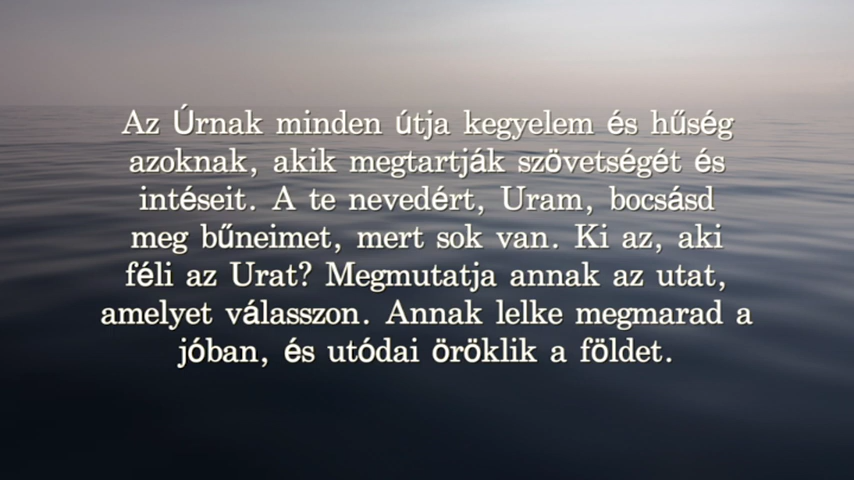 Az Úrnak minden útja kegyelem és hűség
azoknak, akik megtartják szövetségét és
intéseit. A te nevedért, Uram, bocsásd
meg bűneimet, mert sok van. Ki az, aki
féli az Urat? Megmutatja annak az utat,
amelyet válasszon. Annak lelke megmarad a
jóban, és utódai öröklik a földet.